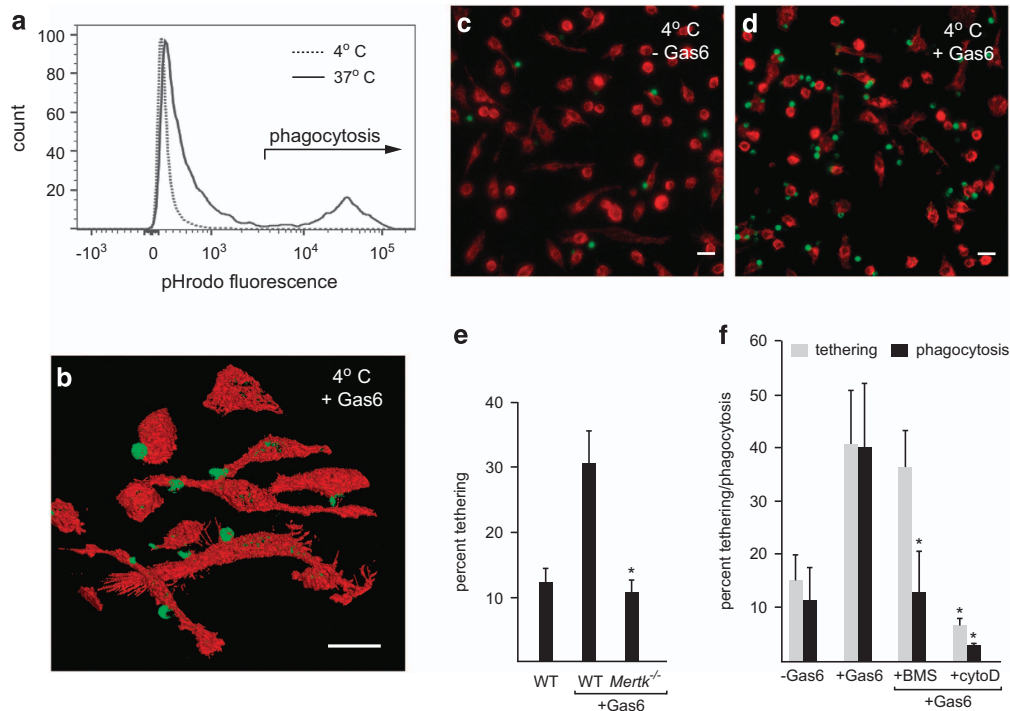 a
100
80
60
40
20
count
4° C
37° C
phagocytosis
-10³
0
10³
10⁴
10⁵
pHrodo fluorescence
b
4° C
+ Gas6
c
4° C
- Gas6
d
4° C
+ Gas6
e
40
30
20
10
percent tethering
*
WT
WT
Mertk-/-
+Gas6
f
60
50
40
30
20
10
percent tethering/phagocytosis
tethering
phagocytosis
*
*
*
-Gas6
+Gas6
+BMS
+cytoD
+Gas6